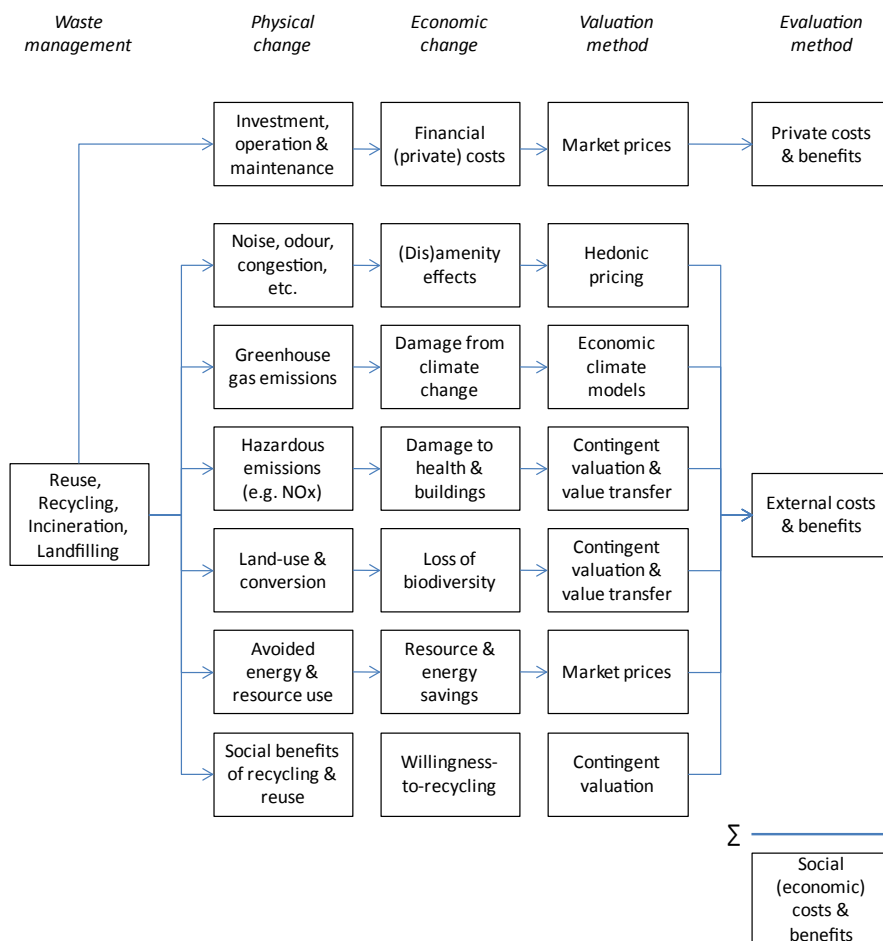 Waste
management
Physical
change
Economic
change
Valuation
method
Evaluation
method
Investment,
operation &
maintenance
Financial
(private) costs
Market prices
Private costs
& benefits
Noise, odour,
congestion,
etc.
(Dis)amenity
effects
Hedonic
pricing
Greenhouse
gas emissions
Damage from
climate
change
Economic
climate
models
Reuse,
Recycling,
Incineration,
Landfilling
Hazardous
emissions
(e.g. NOx)
Damage to
health &
buildings
Contingent
valuation &
value transfer
External costs
& benefits
Land-use &
conversion
Loss of
biodiversity
Contingent
valuation &
value transfer
Avoided
energy &
resource use
Resource &
energy
savings
Market prices
Social benefits
of recycling &
reuse
Willingness-
to-recycling
Contingent
valuation
∑
Social
(economic)
costs &
benefits